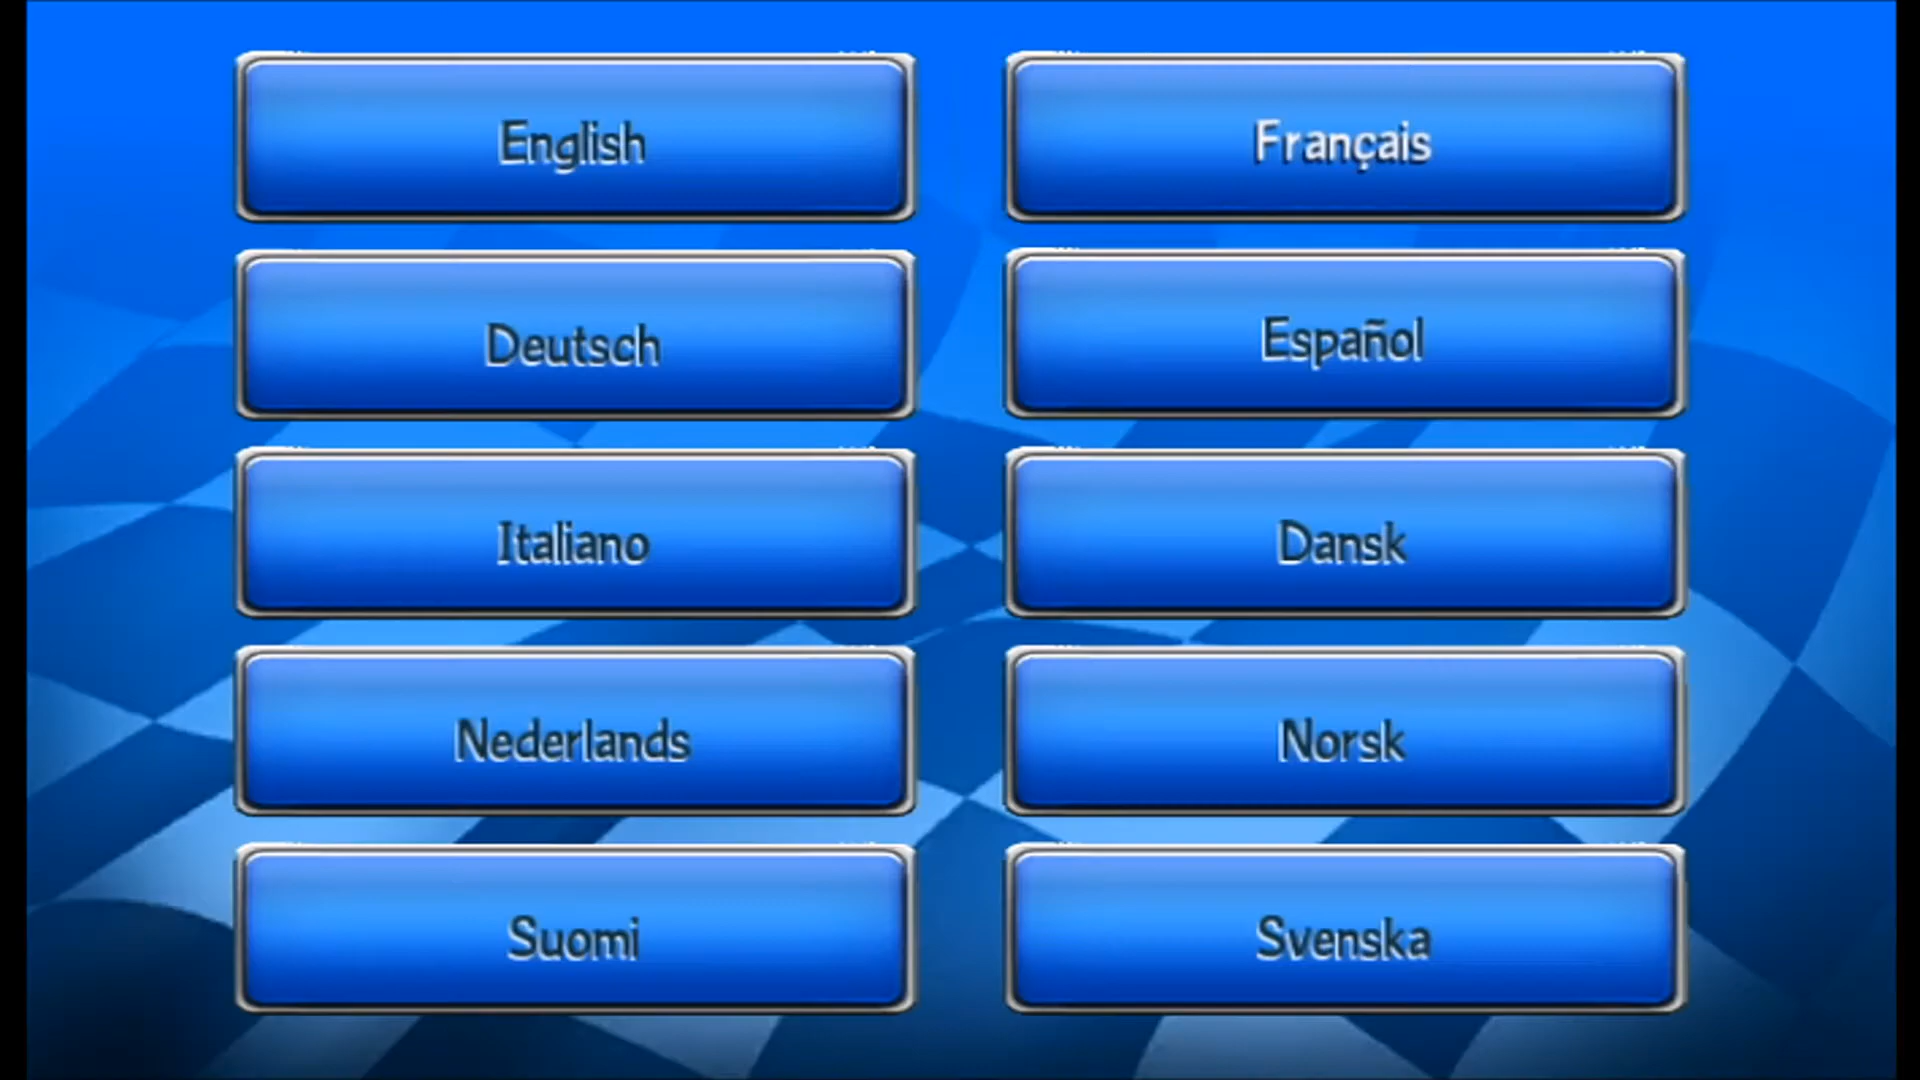 English
Français
Deutsch
Español
Italiano
Dansk
Nederlands
Norsk
Suomi
Svenska